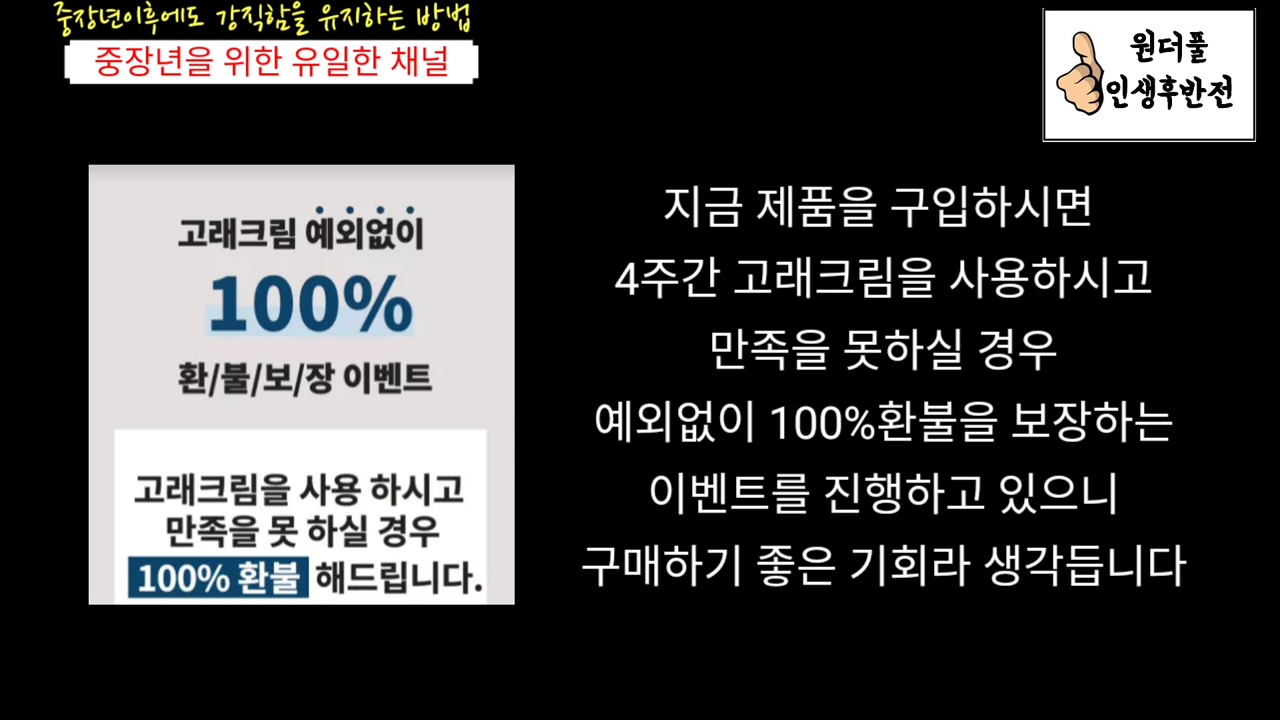 중장년이후에도 강직함을 유지하는 방법
중장년을 위한 유일한 채널
원더풀
인생후반전
고래크림 예외없이
100%
환/불/보/장 이벤트
고래크림을 사용 하시고
만족을 못 하실 경우
100% 환불 해드립니다.
지금 제품을 구입하시면
4주간 고래크림을 사용하시고
만족을 못하실 경우
예외없이 100%환불을 보장하는
이벤트를 진행하고 있으니
구매하기 좋은 기회라 생각듭니다